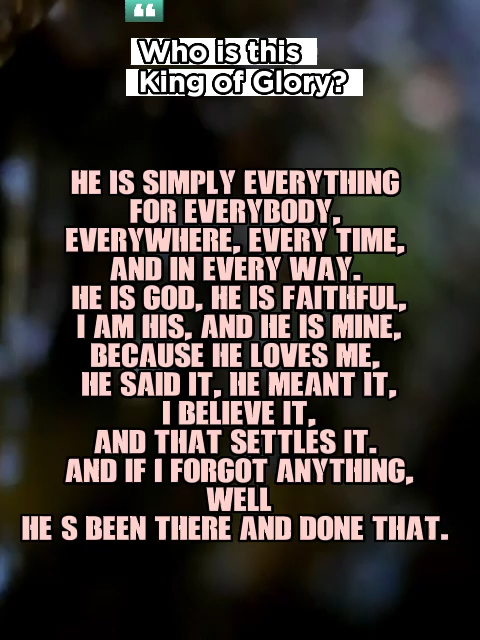 ❝
Who is this
King of Glory?
HE IS SIMPLY EVERYTHING
FOR EVERYBODY,
EVERYWHERE, EVERY TIME,
AND IN EVERY WAY.
HE IS GOD, HE IS FAITHFUL,
I AM HIS, AND HE IS MINE,
BECAUSE HE LOVES ME,
HE SAID IT, HE MEANT IT,
I BELIEVE IT,
AND THAT SETTLES IT.
AND IF I FORGOT ANYTHING,
WELL
HE S BEEN THERE AND DONE THAT.